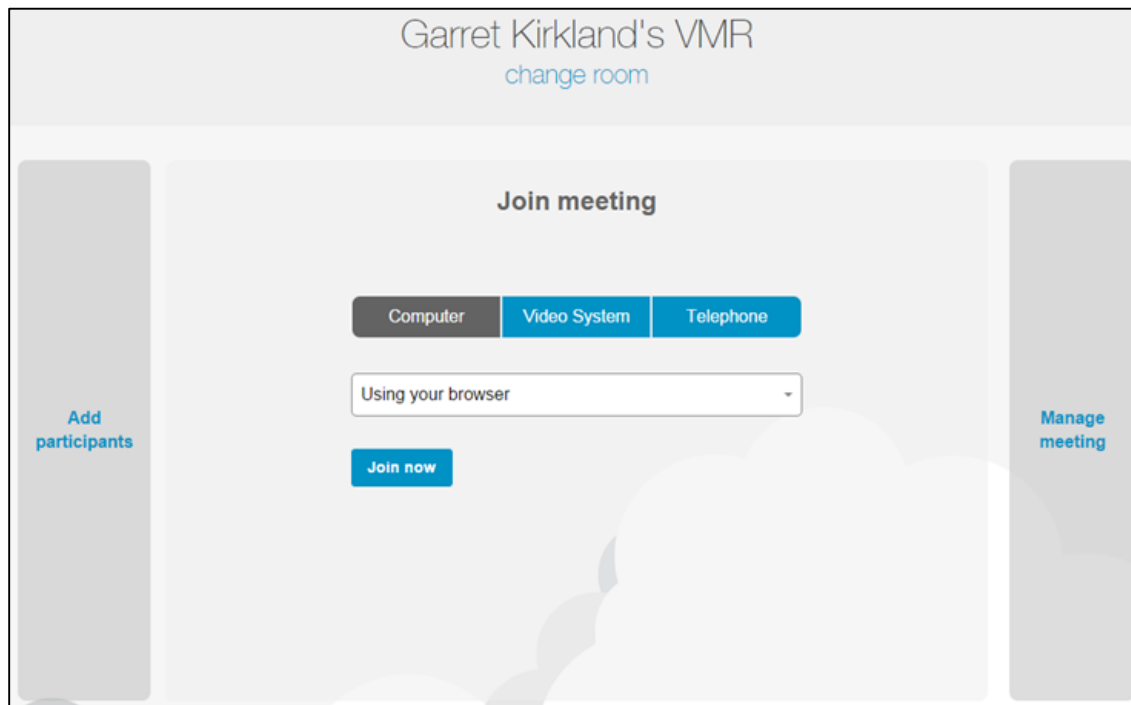 Garret Kirkland's VMR
change room
Add
participants
Join meeting
Computer Video System Telephone
Using your browser
Join now
Manage
meeting